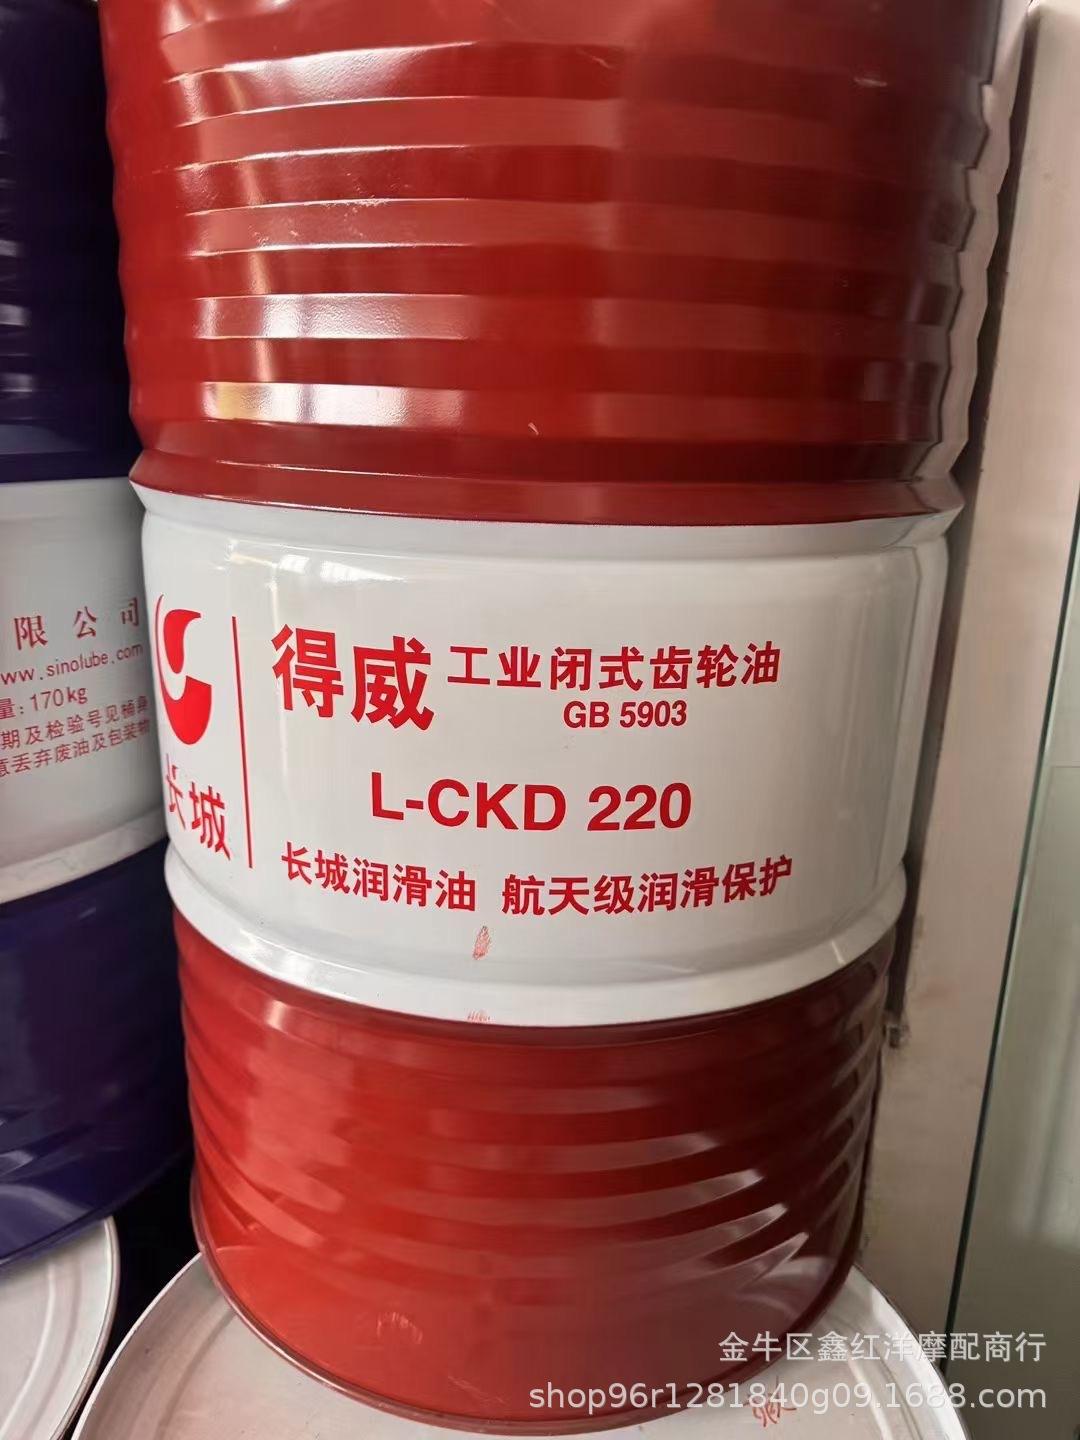 限公司
www.sinolube.com
量:170kg
期及检验号见桶身
意丢弃废油及包装物
长城
得威 工业闭式齿轮油
GB 5903
L-CKD 220
长城润滑油 航天级润滑保护
金牛区鑫红洋摩配商行
shop96r1281840g09.1688.com